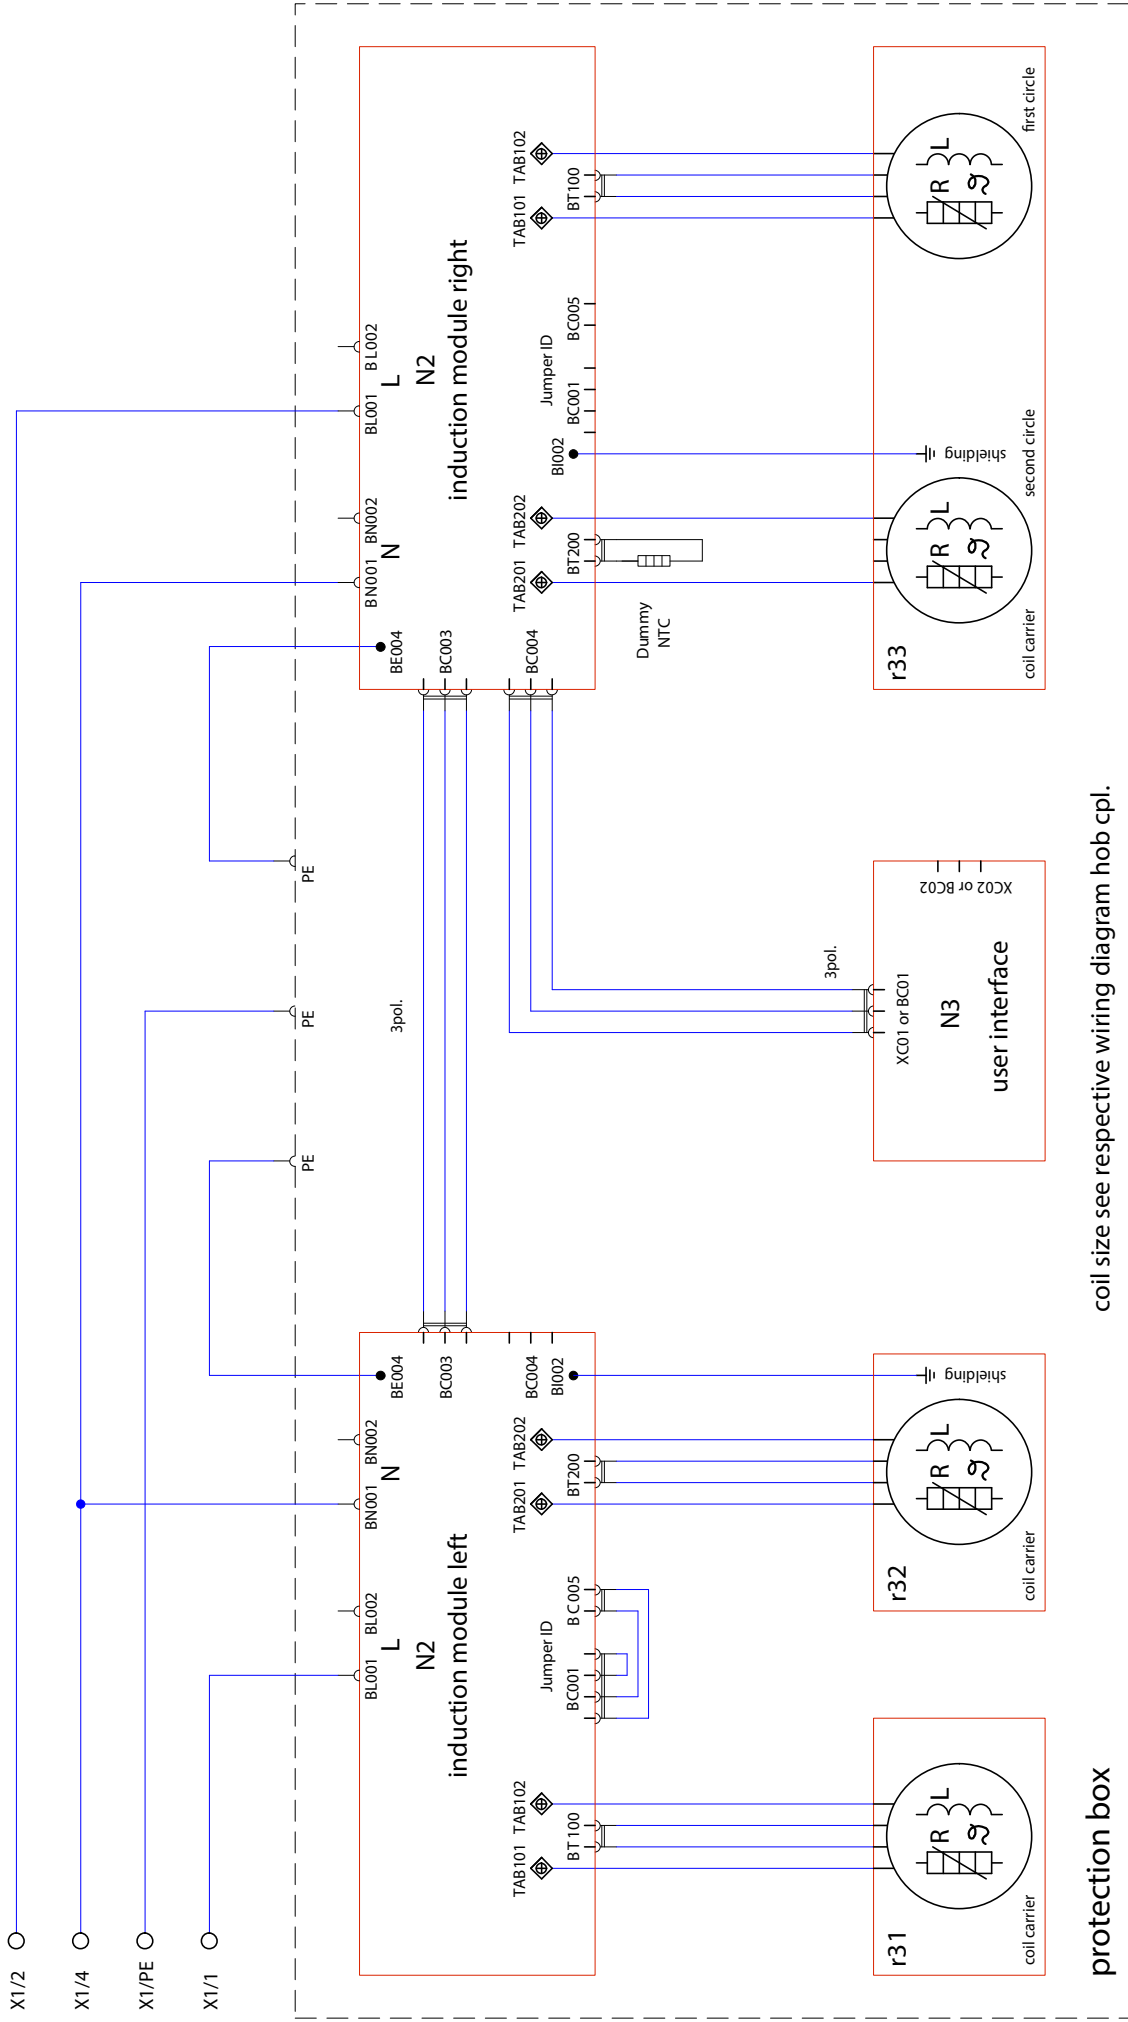 X1/2
X1/4
X1/PE
X1/1
PE
PE
PE
BL001
BL002
L
BN001
BN002
N
BE004
N2
induction module left
BC003
BC004
BI002
TAB101
TAB102
BT100
Jumper ID
BC001
BC005
TAB201
TAB202
BT200
3pol.
BE004
BC003
BC004
BN001
BN002
N
BL001
BL002
L
N2
induction module right
TAB201
TAB202
BT200
BI002
Jumper ID
BC001
BC005
TAB101
TAB102
BT100
Dummy
NTC
3pol.
r31
R
L
ϑ
coil carrier
r32
R
L
ϑ
shielding
coil carrier
XC01 or BC01
N3
user interface
XC02 or BC02
r33
R
L
ϑ
shielding
coil carrier
second circle
R
L
ϑ
first circle
protection box
coil size see respective wiring diagram hob cpl.